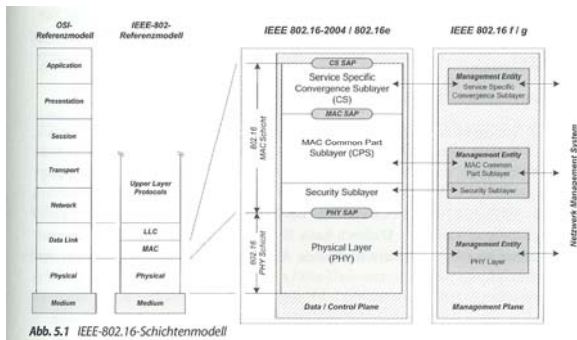 OSI-
Referenzmodell
IEEE-802-
Referenzmodell
IEEE 802.16-2004 / 802.16e
IEEE 802.16 f / g
Application
Presentation
Session
Transport
Network
Data Link
Physical
Medium
Upper Layer
Protocols
LLC
MAC
Physical
Medium
802.16
MAC Schicht
802.16
PHY Schicht
CS SAP
Service Specific
Convergence Sublayer
(CS)
MAC SAP
MAC Common Part
Sublayer (CPS)
Security Sublayer
PHY SAP
Physical Layer
(PHY)
Data / Control Plane
Management Entity
Service Specific
Convergence Sublayer
Management Entity
MAC Common
Part Sublayer
Security Sublayer
Management Entity
PHY Layer
Management Plane
Netzwerk Management System
Abb. 5.1 IEEE-802.16-Schichtenmodell